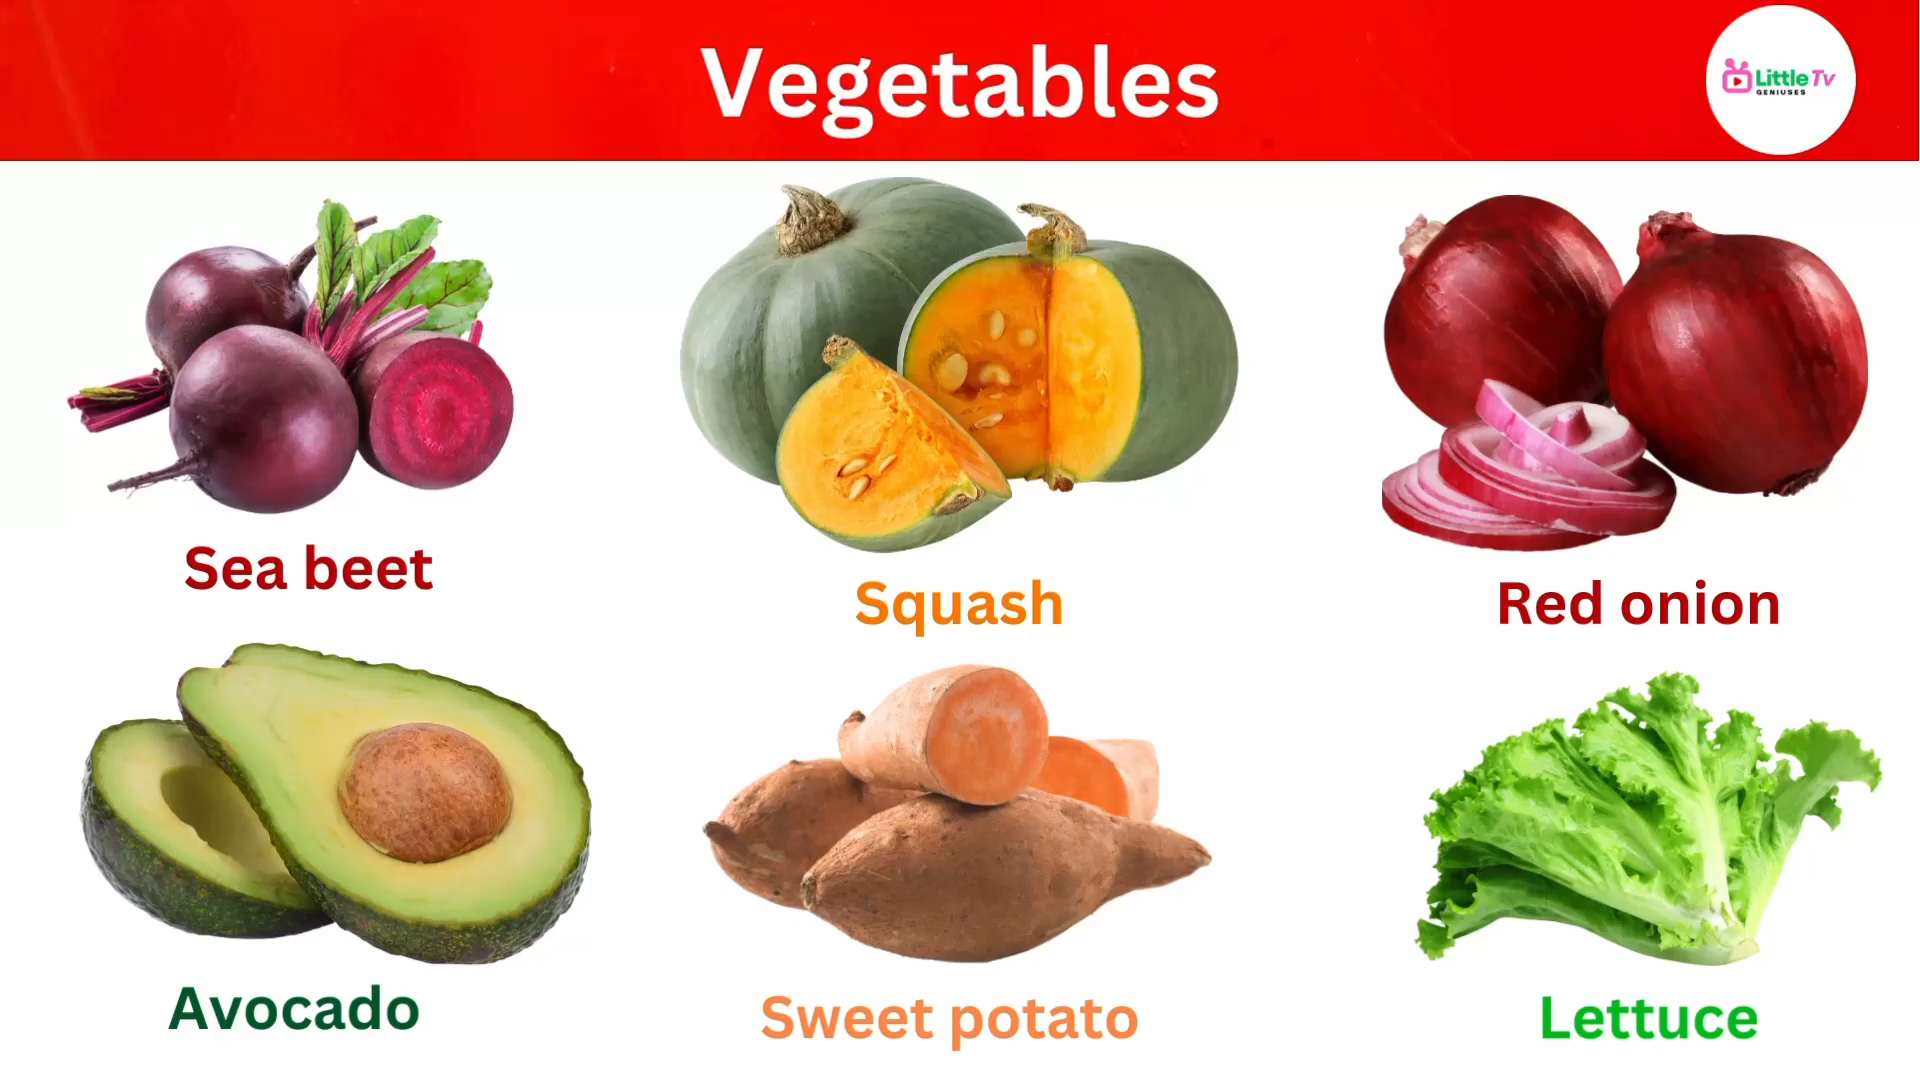 Vegetables
Little Tv
GENIUSES
Sea beet
Squash
Red onion
Avocado
Sweet potato
Lettuce